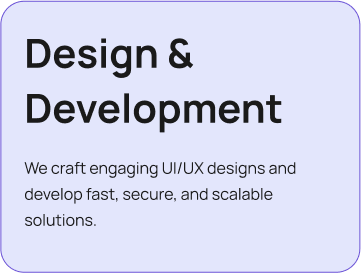 Design &
Development
We craft engaging UI/UX designs and
develop fast, secure, and scalable
solutions.